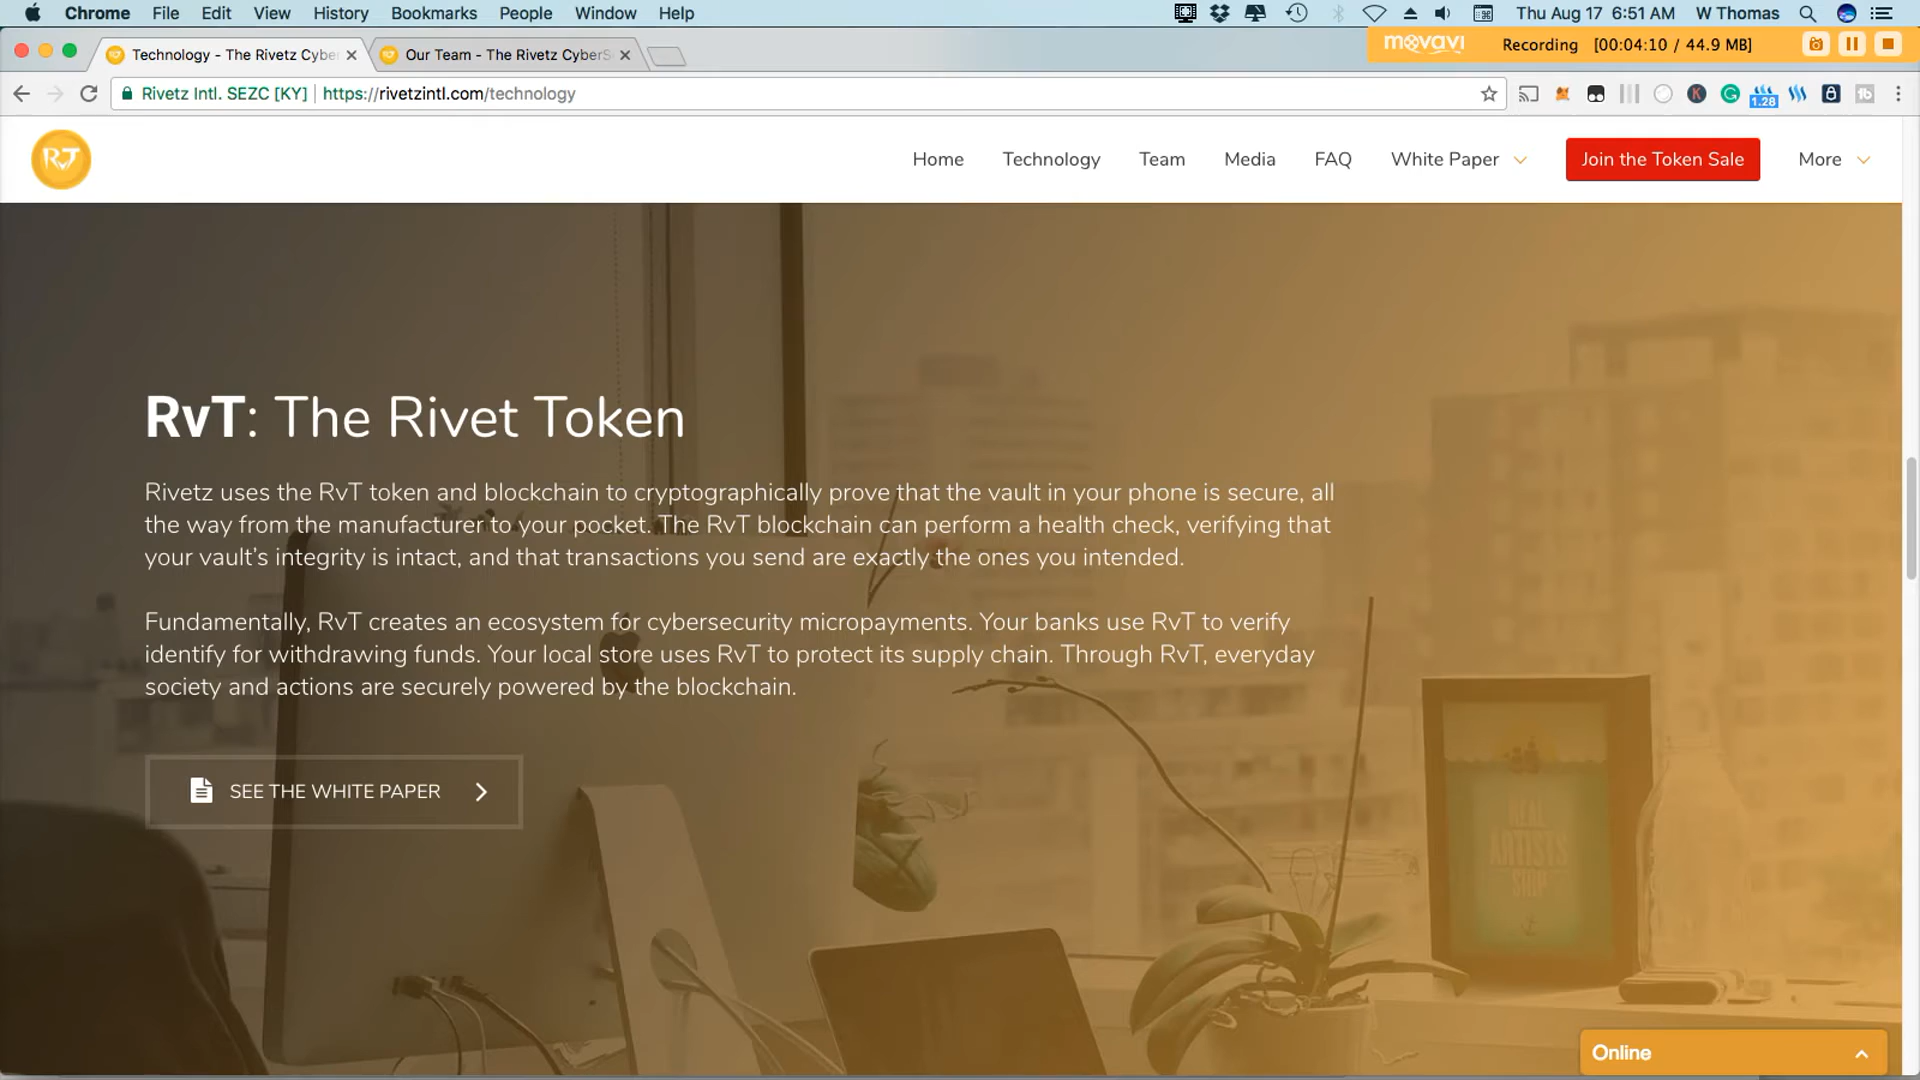 Chrome File Edit View History Bookmarks People Window Help Thu Aug 17 6:51 AM W Thomas
movavi Recording [00:04:10 / 44.9 MB]
Technology - The Rivetz Cybe Our Team - The Rivetz CyberS
Rivetz Intl. SEZC [KY] https://rivetzintl.com/technology
K 1.28 tb
RvT Home Technology Team Media FAQ White Paper Join the Token Sale More
RvT: The Rivet Token
Rivetz uses the RvT token and blockchain to cryptographically prove that the vault in your phone is secure, all
the way from the manufacturer to your pocket. The RvT blockchain can perform a health check, verifying that
your vault's integrity is intact, and that transactions you send are exactly the ones you intended.
Fundamentally, RvT creates an ecosystem for cybersecurity micropayments. Your banks use RvT to verify
identify for withdrawing funds. Your local store uses RvT to protect its supply chain. Through RvT, everyday
society and actions are securely powered by the blockchain.
SEE THE WHITE PAPER
REAL
ARTISTS
SHIP
Online